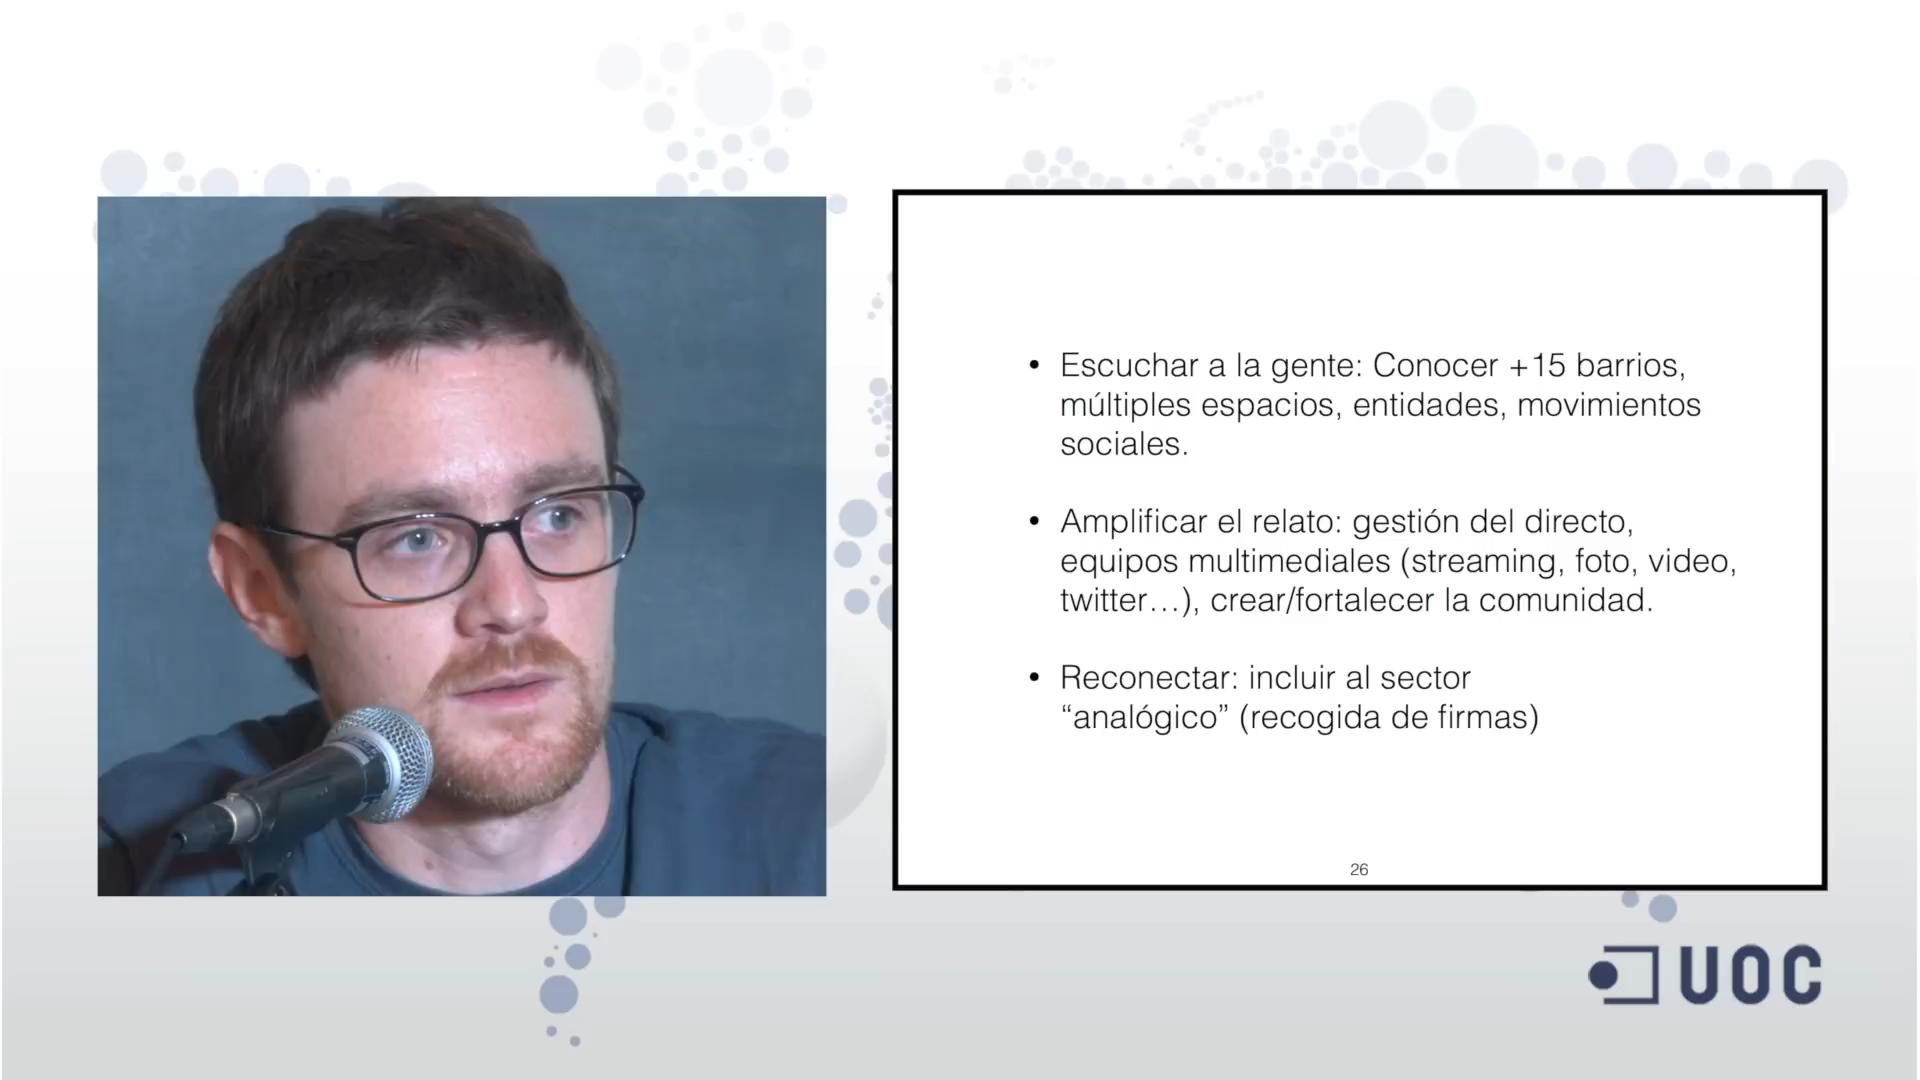 • Escuchar a la gente: Conocer +15 barrios,
múltiples espacios, entidades, movimientos
sociales.
• Amplificar el relato: gestión del directo,
equipos multimediales (streaming, foto, video,
twitter…), crear/fortalecer la comunidad.
• Reconectar: incluir al sector
“analógico” (recogida de firmas)
26
UOC